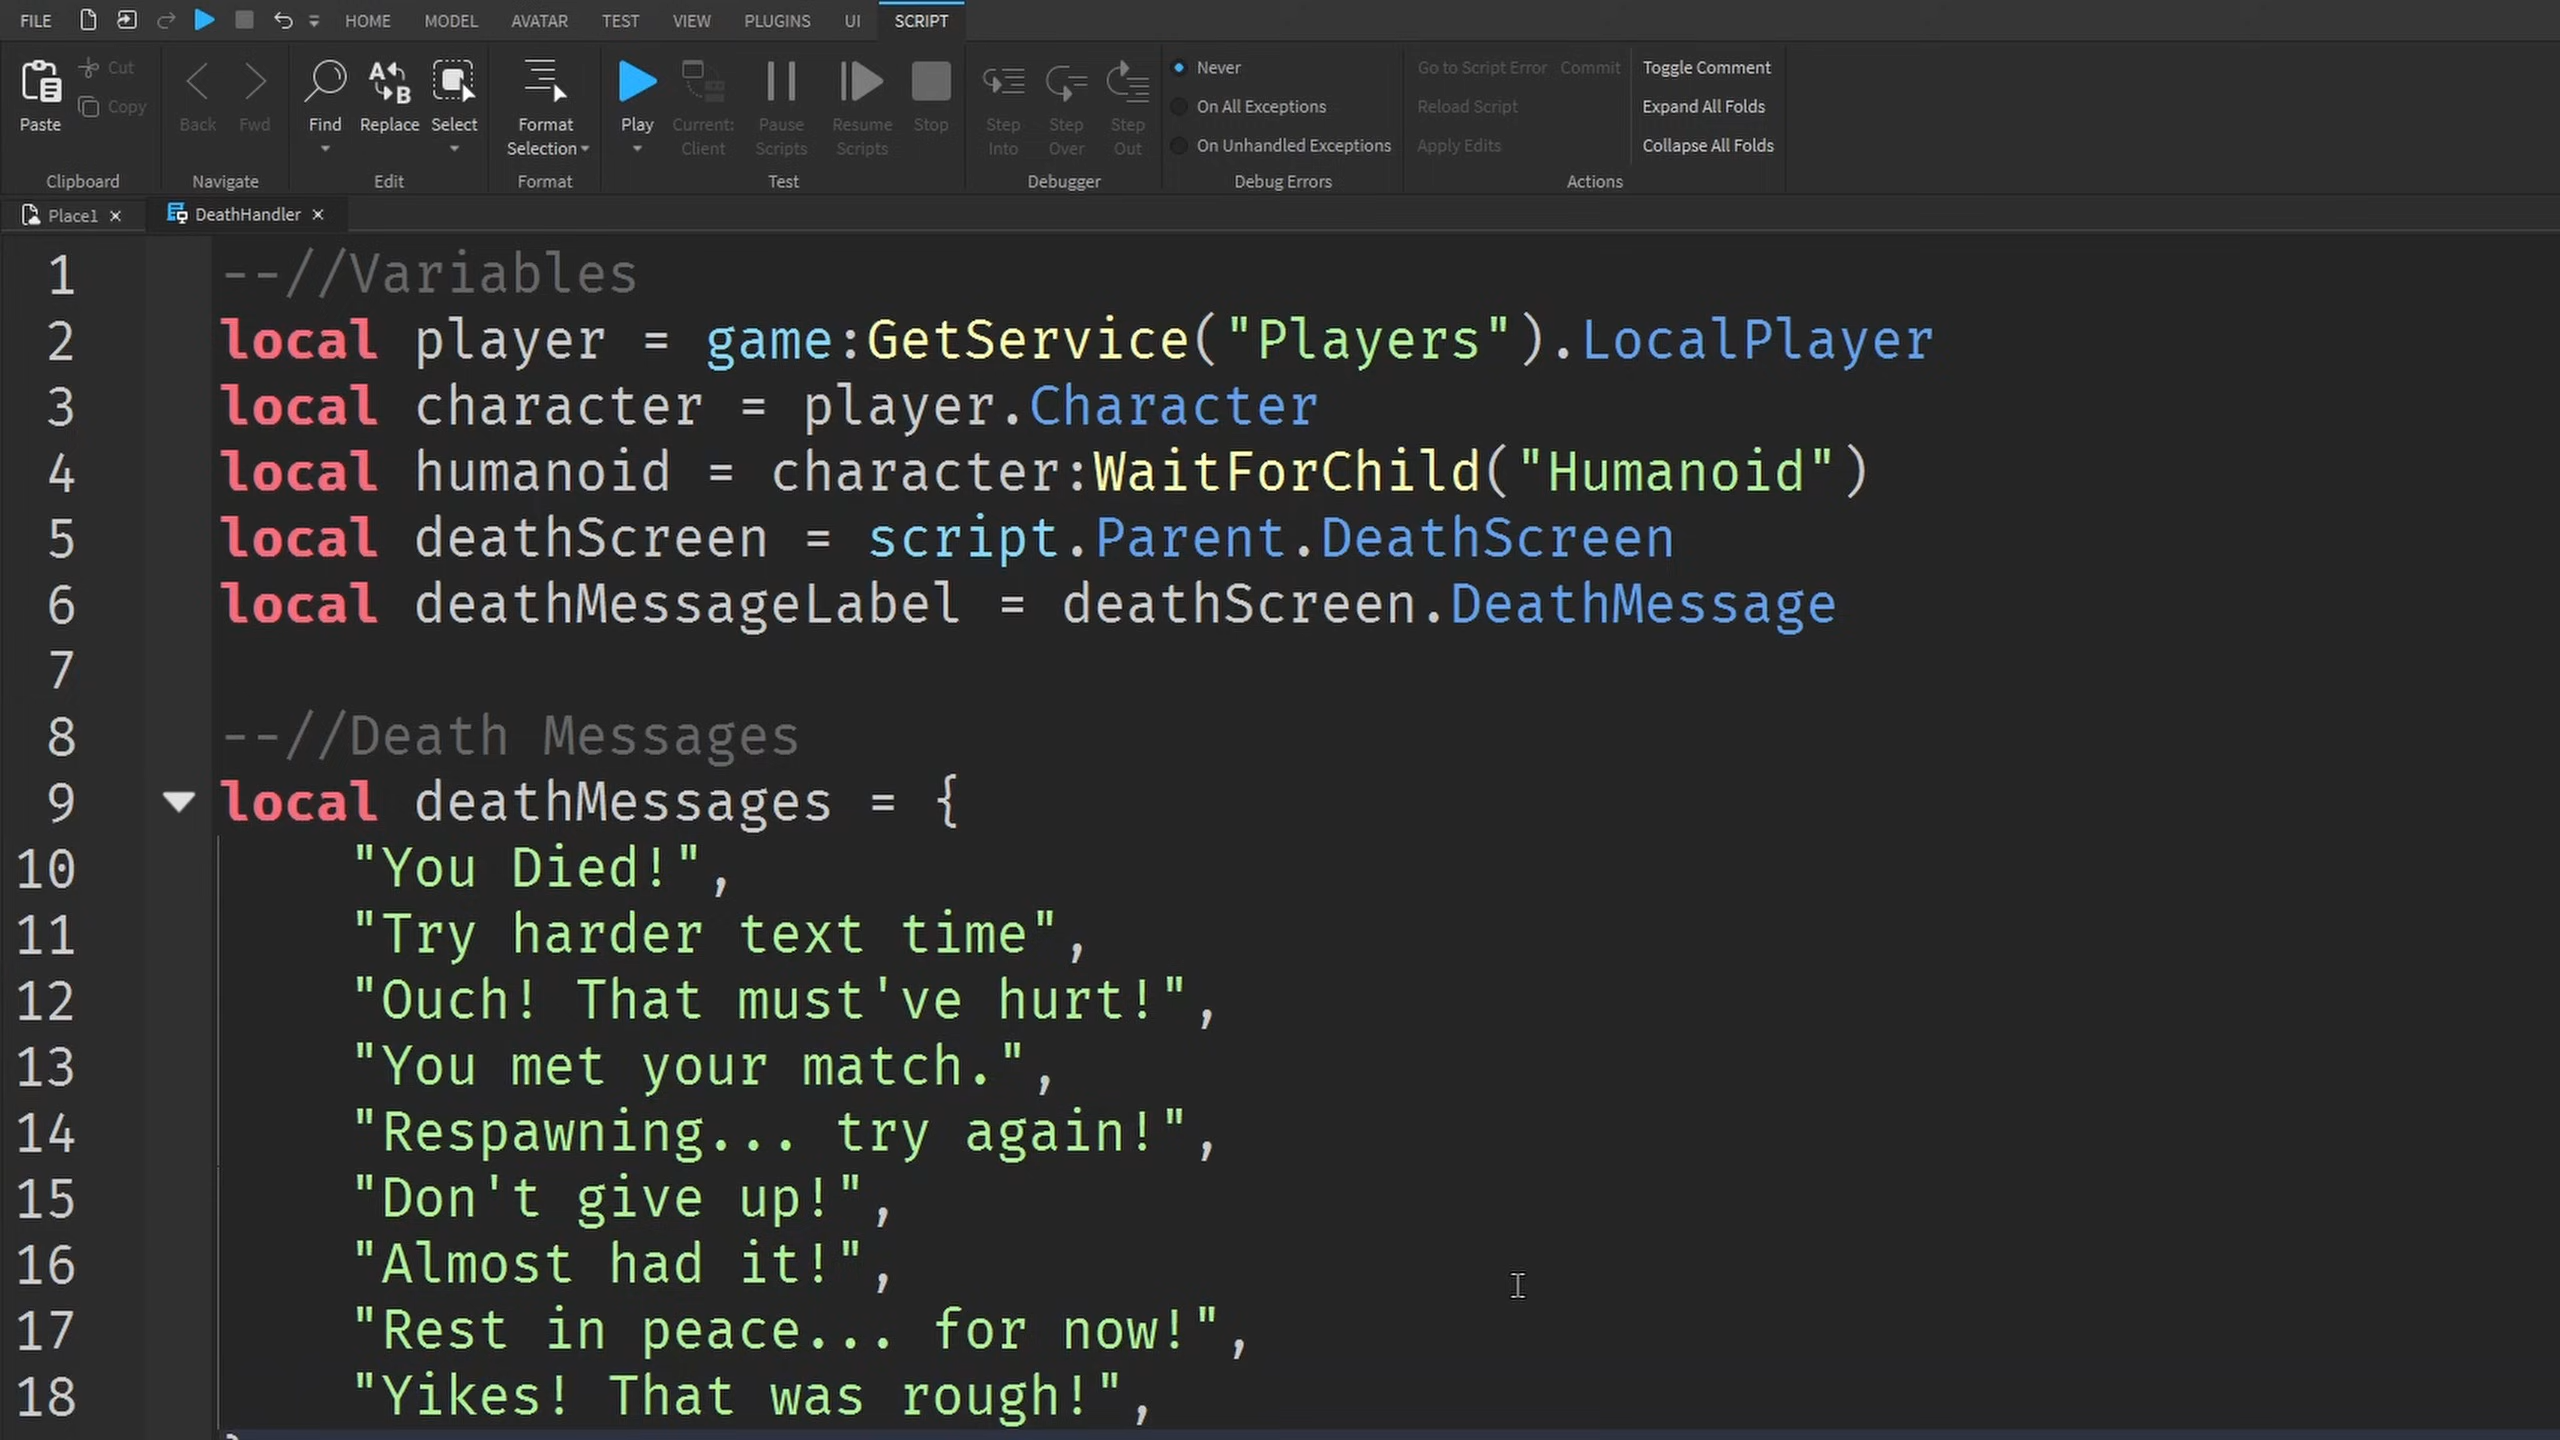 FILE HOME MODEL AVATAR TEST VIEW PLUGINS UI SCRIPT
Paste Cut Copy Clipboard
Back Fwd Navigate
Find Replace Select Edit
Format Selection Format
Play Current: Client Pause Scripts Resume Scripts Stop Test
Step Into Step Over Step Out Debugger
Never
On All Exceptions
On Unhandled Exceptions
Debug Errors
Go to Script Error Commit
Reload Script
Apply Edits
Toggle Comment
Expand All Folds
Collapse All Folds
Actions
Place1 × DeathHandler ×
1 --//Variables
2 local player = game:GetService("Players").LocalPlayer
3 local character = player.Character
4 local humanoid = character:WaitForChild("Humanoid")
5 local deathScreen = script.Parent.DeathScreen
6 local deathMessageLabel = deathScreen.DeathMessage
7
8 --//Death Messages
9 local deathMessages = {
10 "You Died!",
11 "Try harder text time",
12 "Ouch! That must've hurt!",
13 "You met your match.",
14 "Respawning... try again!",
15 "Don't give up!",
16 "Almost had it!",
17 "Rest in peace... for now!",
18 "Yikes! That was rough!",